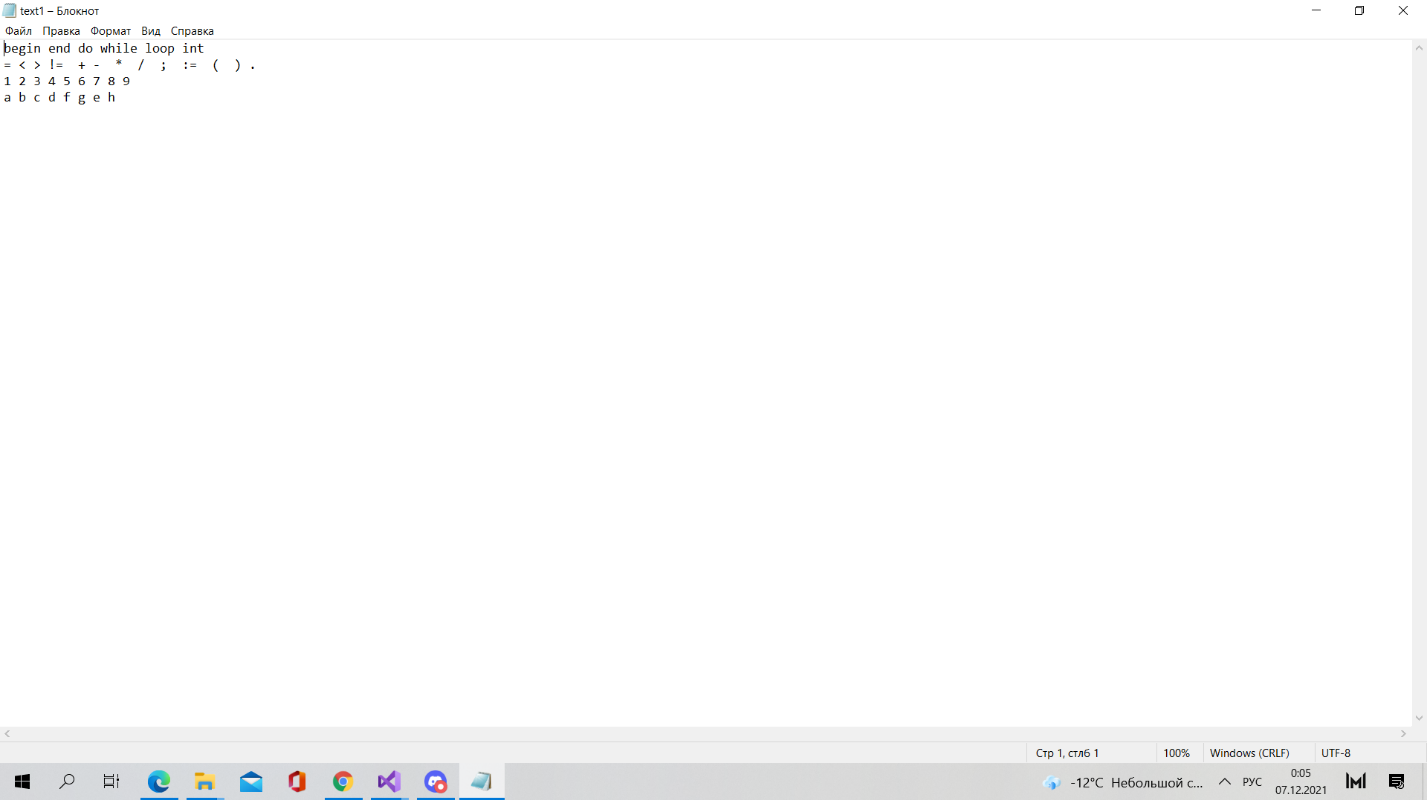 text1 – Блокнот
Файл Правка Формат Вид Справка
begin end do while loop int
= < > != + - * / ; := ( ) .
1 2 3 4 5 6 7 8 9
a b c d f g e h
Стр 1, стлб 1 100% Windows (CRLF) UTF-8
-12°C Небольшой с... РУС 0:05
07.12.2021